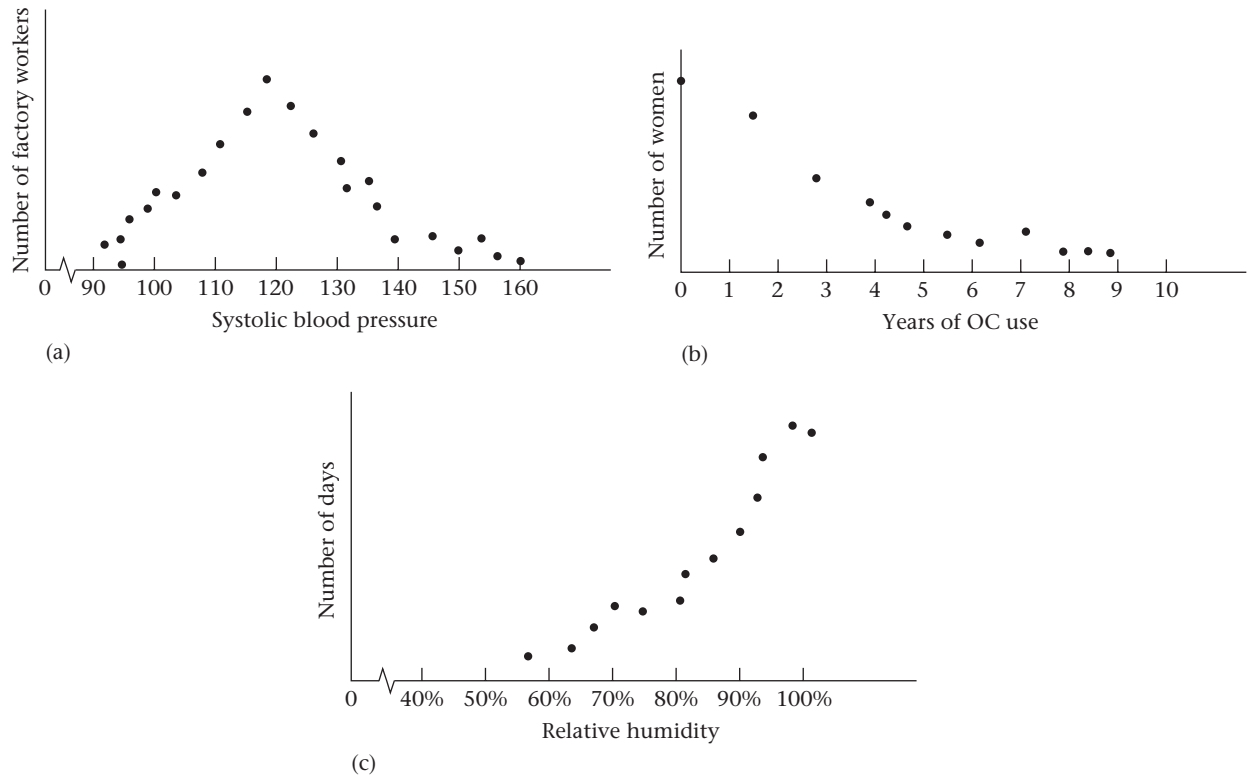 Number of factory workers
0 90 100 110 120 130 140 150 160
Systolic blood pressure
(a)
Number of women
0 1 2 3 4 5 6 7 8 9 10
Years of OC use
(b)
Number of days
0 40% 50% 60% 70% 80% 90% 100%
Relative humidity
(c)